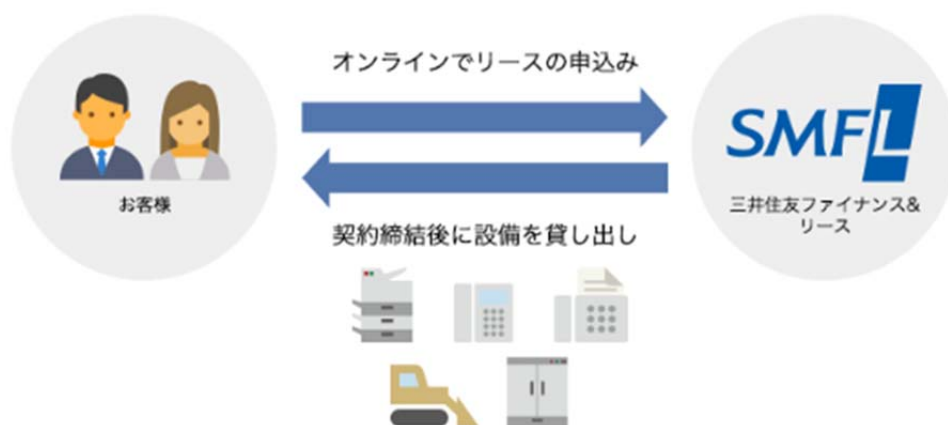 オンラインでリースの申込み
お客様
SMFL
三井住友ファイナンス&
リース
契約締結後に設備を貸し出し